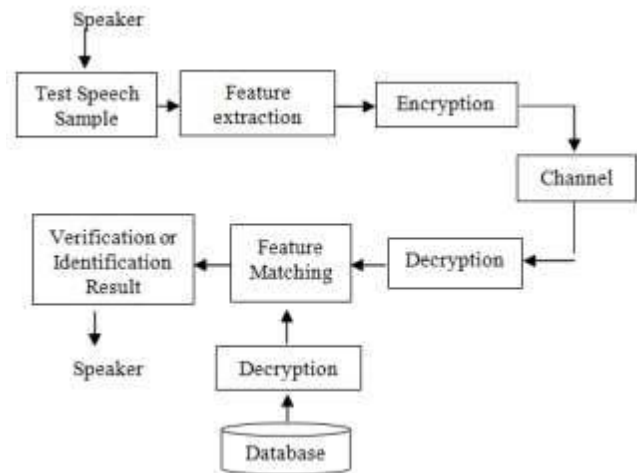 Speaker
Test Speech
Sample
Feature
extraction
Encryption
Channel
Decryption
Feature
Matching
Verification or
Identification
Result
Speaker
Decryption
Database